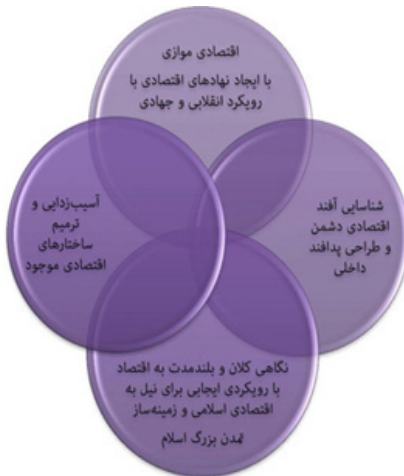 اقتصادی موازی
با ایجاد نهادهای اقتصادی با
رویکرد انقلابی و جهادی
شناسایی آفند
اقتصادی دشمن
و طراحی پدافند
داخلی
آسیب‌زدایی و
ترمیم
ساختارهای
اقتصادی موجود
نگاهی کلان و بلندمدت به اقتصاد
با رویکردی ایجابی برای نیل به
اقتصادی اسلامی و زمینه‌ساز
تمدن بزرگ اسلام